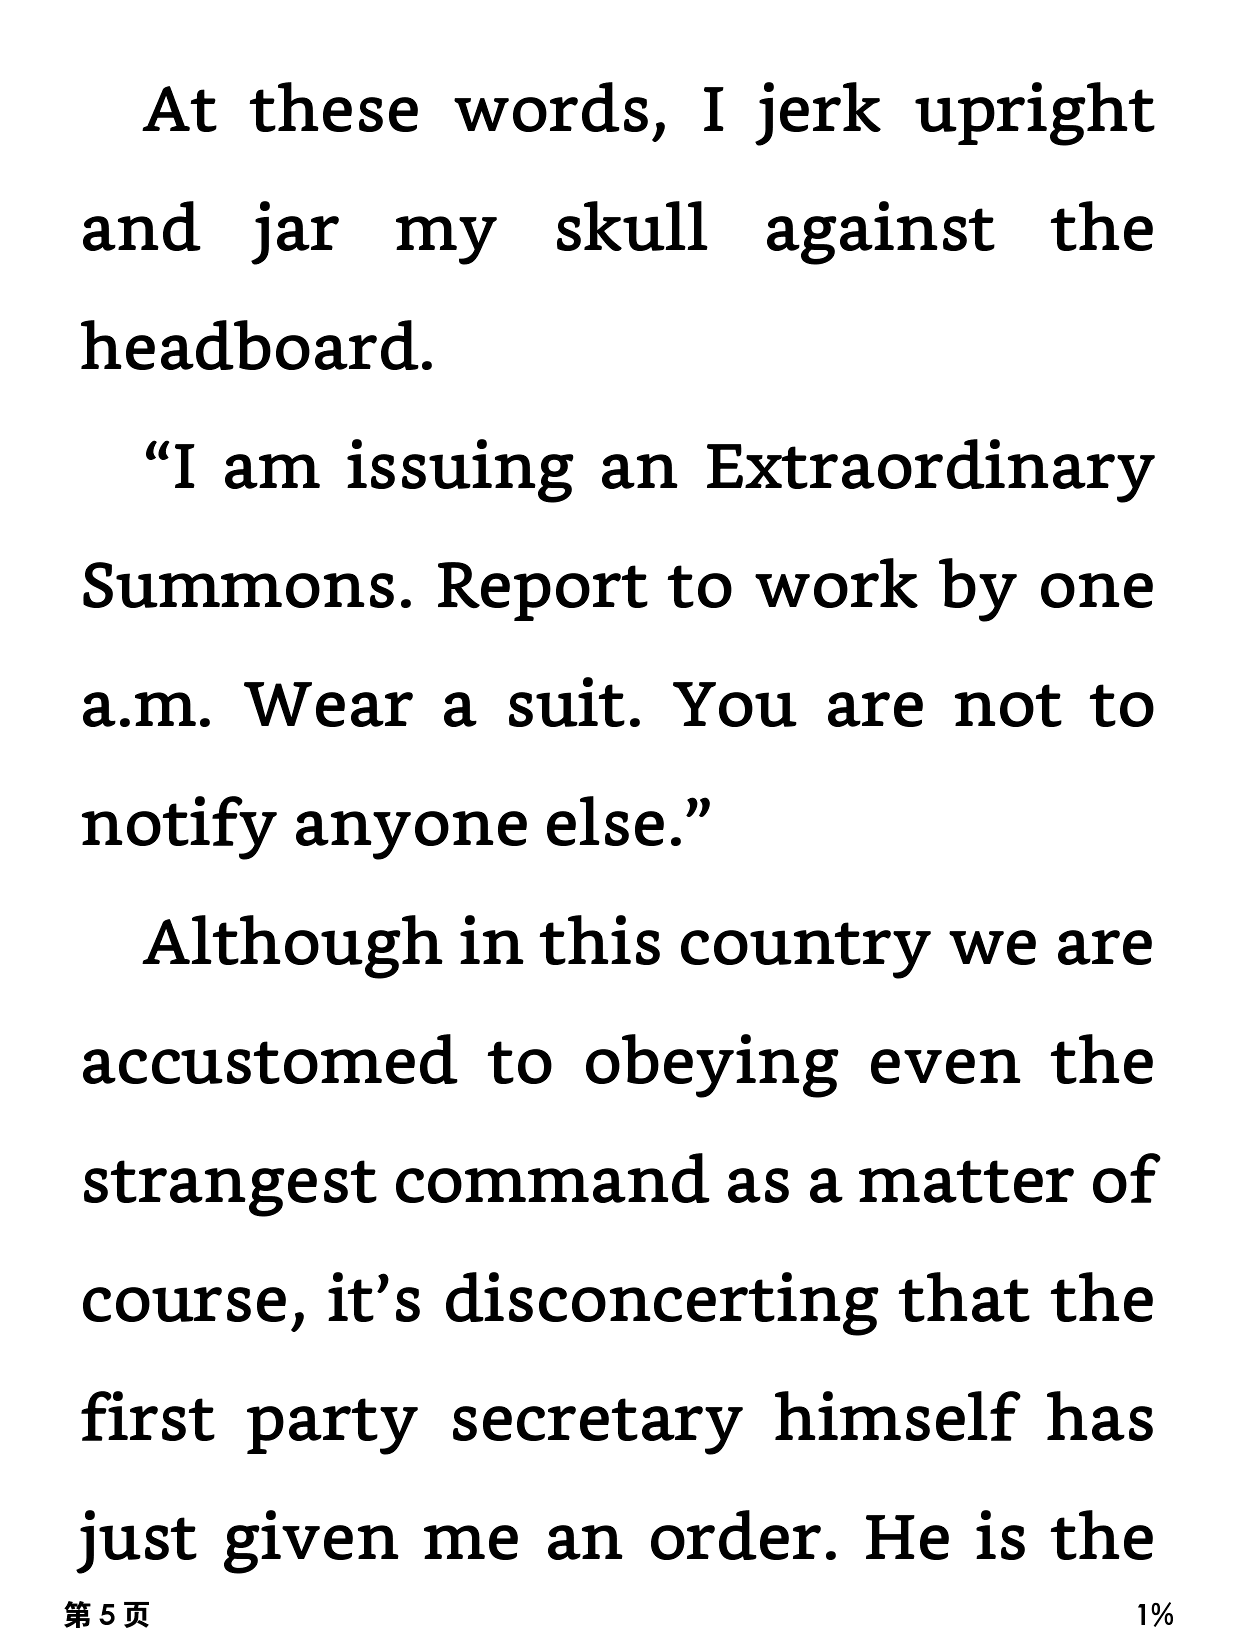 At these words, I jerk upright
and jar my skull against the
headboard.
“I am issuing an Extraordinary
Summons. Report to work by one
a.m. Wear a suit. You are not to
notify anyone else.”
Although in this country we are
accustomed to obeying even the
strangest command as a matter of
course, it’s disconcerting that the
first party secretary himself has
just given me an order. He is the
第 5 页 1%